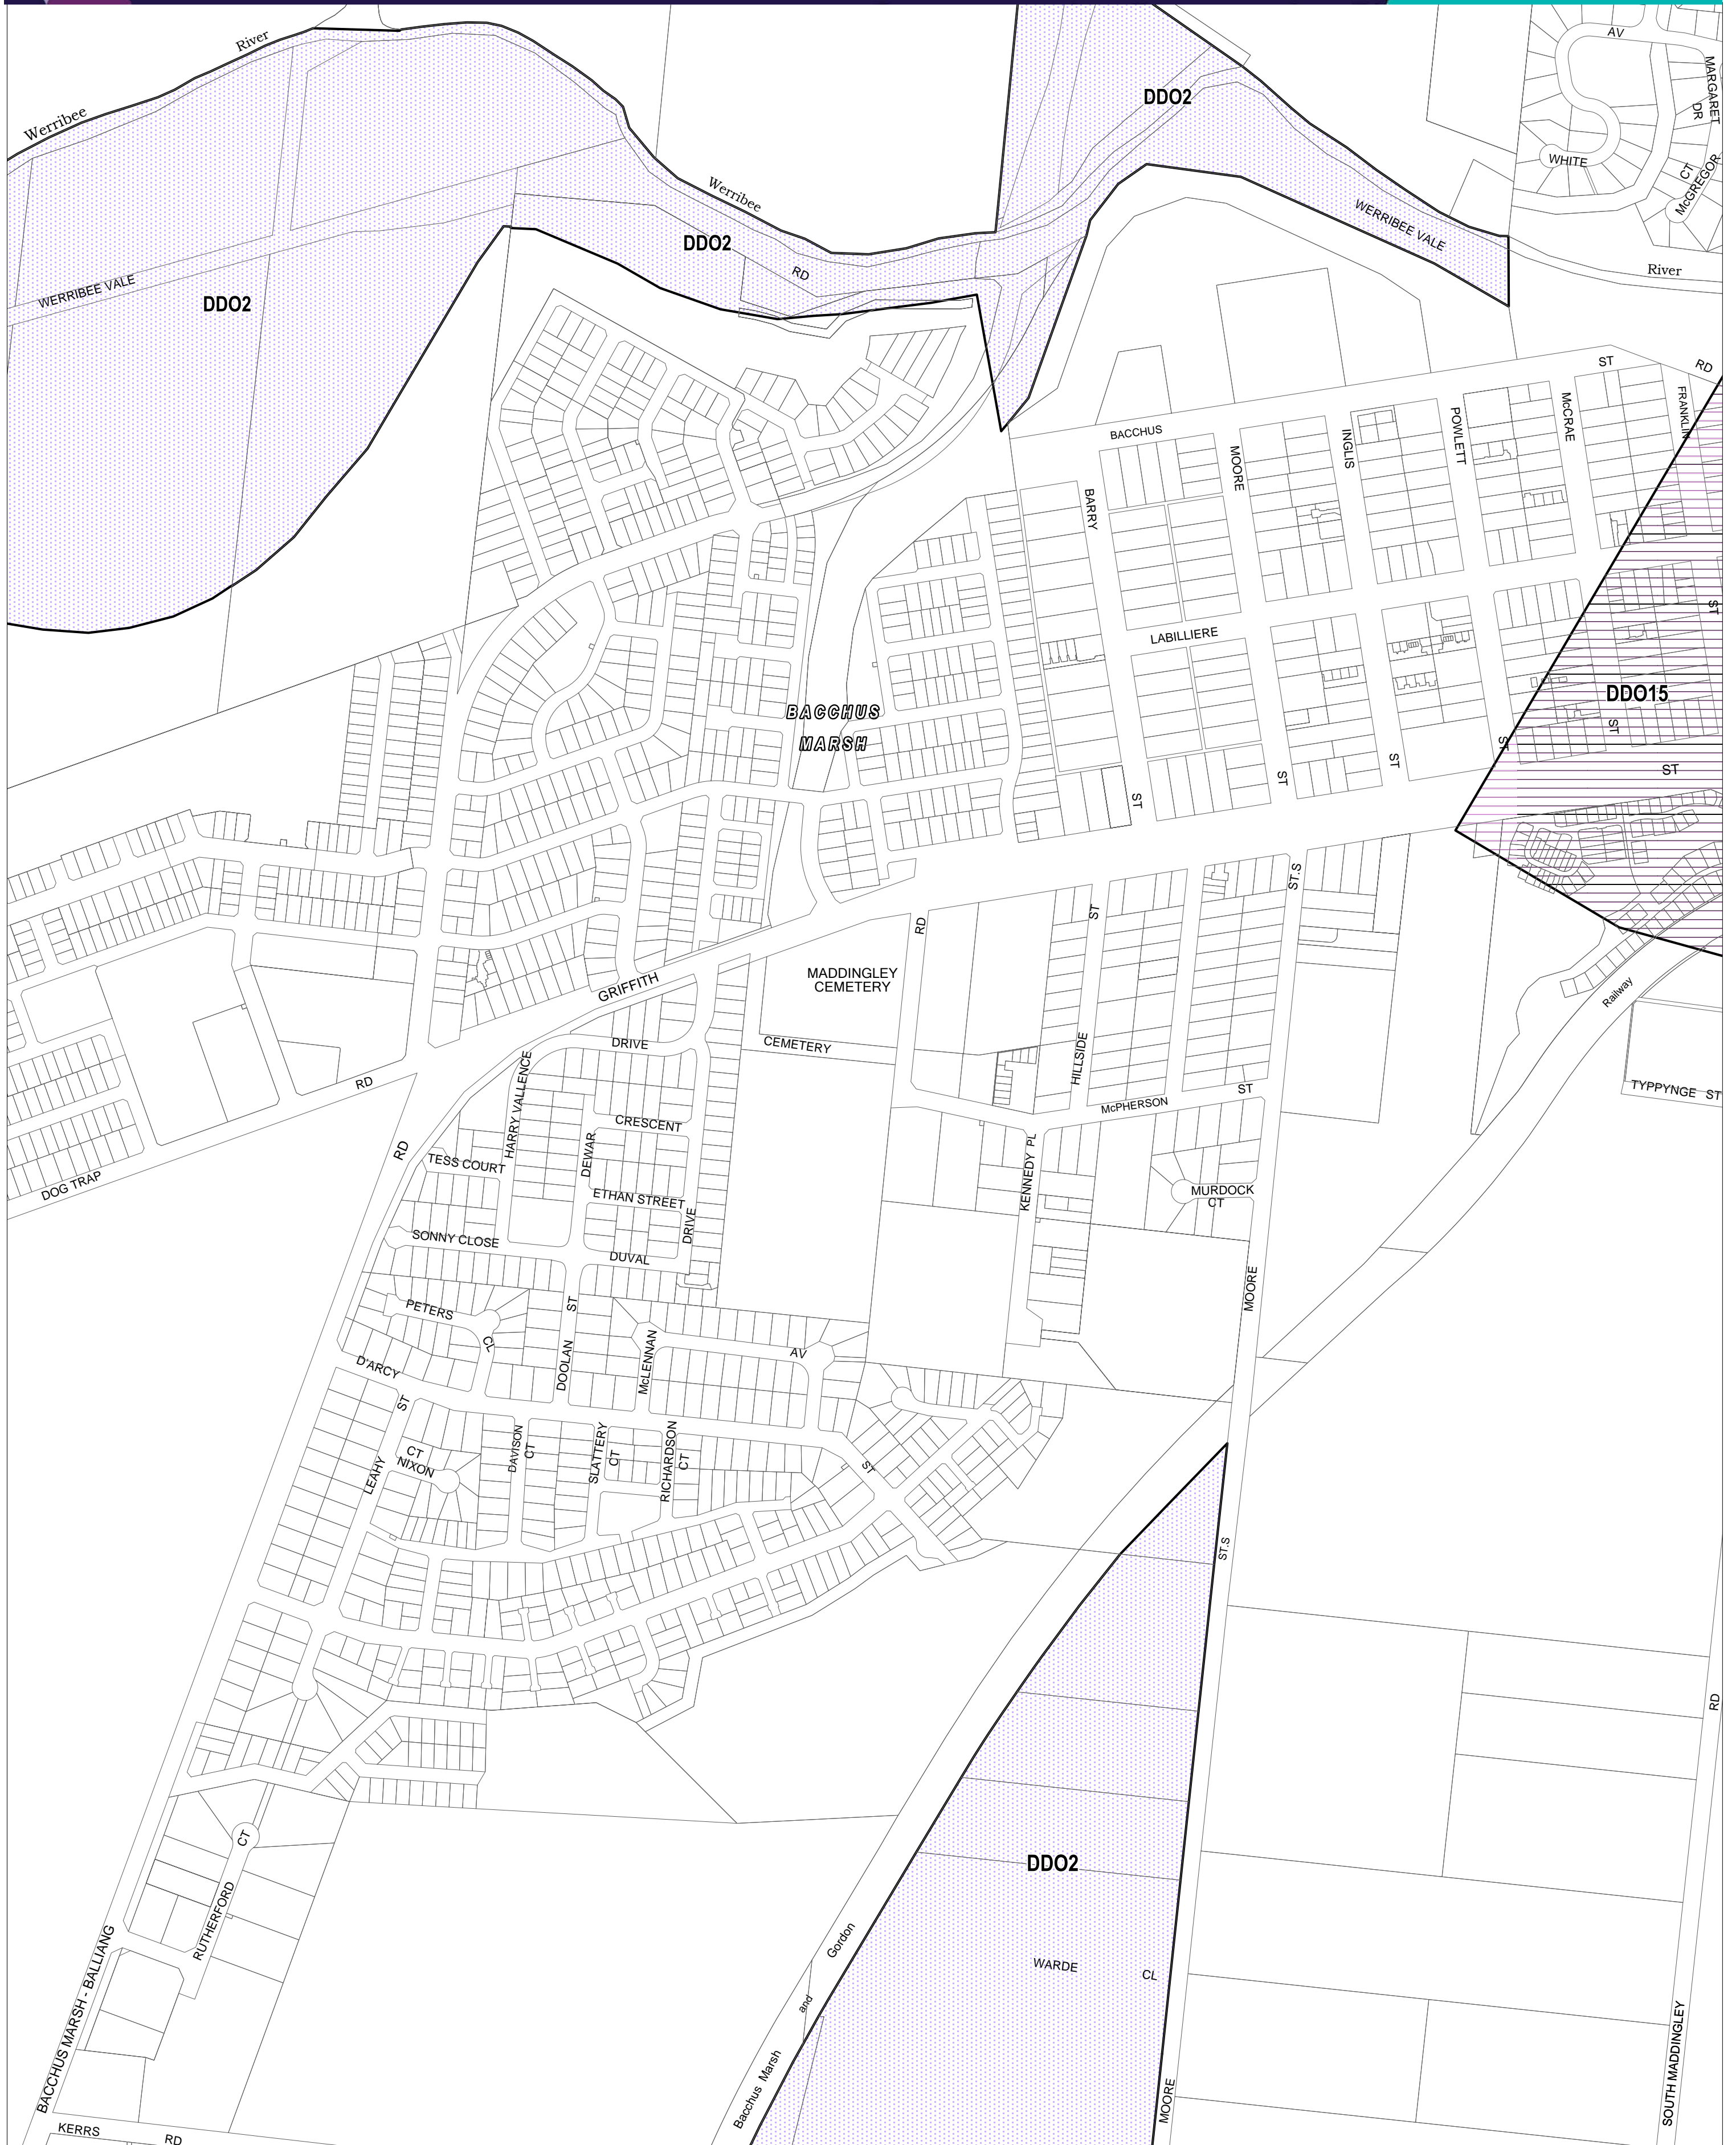 River
AV
MARGARET
DR
DDO2
Werribee
WHITE
CT
McGREGOR
Werribee
WERRIBEE VALE
DDO2
RD
River
WERRIBEE VALE
DDO2
ST
RD
BACCHUS
MOORE
INGLIS
POWLETT
McCRAE
FRANKLIN
BARRY
ST
LABILLIERE
DDO15
BACCHUS
MARSH
ST
ST
ST
ST
ST
ST
ST.S
RD
ST
MADDINGLEY
CEMETERY
GRIFFITH
Railway
DRIVE
CEMETERY
HILLSIDE
RD
HARRY VALLENCE
McPHERSON
ST
TYPPYNGE ST
CRESCENT
RD
DEWAR
TESS COURT
KENNEDY PL
DOG TRAP
ETHAN STREET
MURDOCK
CT
DRIVE
SONNY CLOSE
DUVAL
MOORE
PETERS
ST
CL
AV
D'ARCY
DOOLAN
McLENNAN
ST
CT
NIXON
DAVISON
CT
SLATTERY
CT
RICHARDSON
CT
ST
LEAHY
ST.S
RD
CT
DDO2
RUTHERFORD
Gordon
WARDE
CL
and
BACCHUS MARSH - BALLIANG
Bacchus Marsh
MOORE
SOUTH MADDINGLEY
KERRS
RD